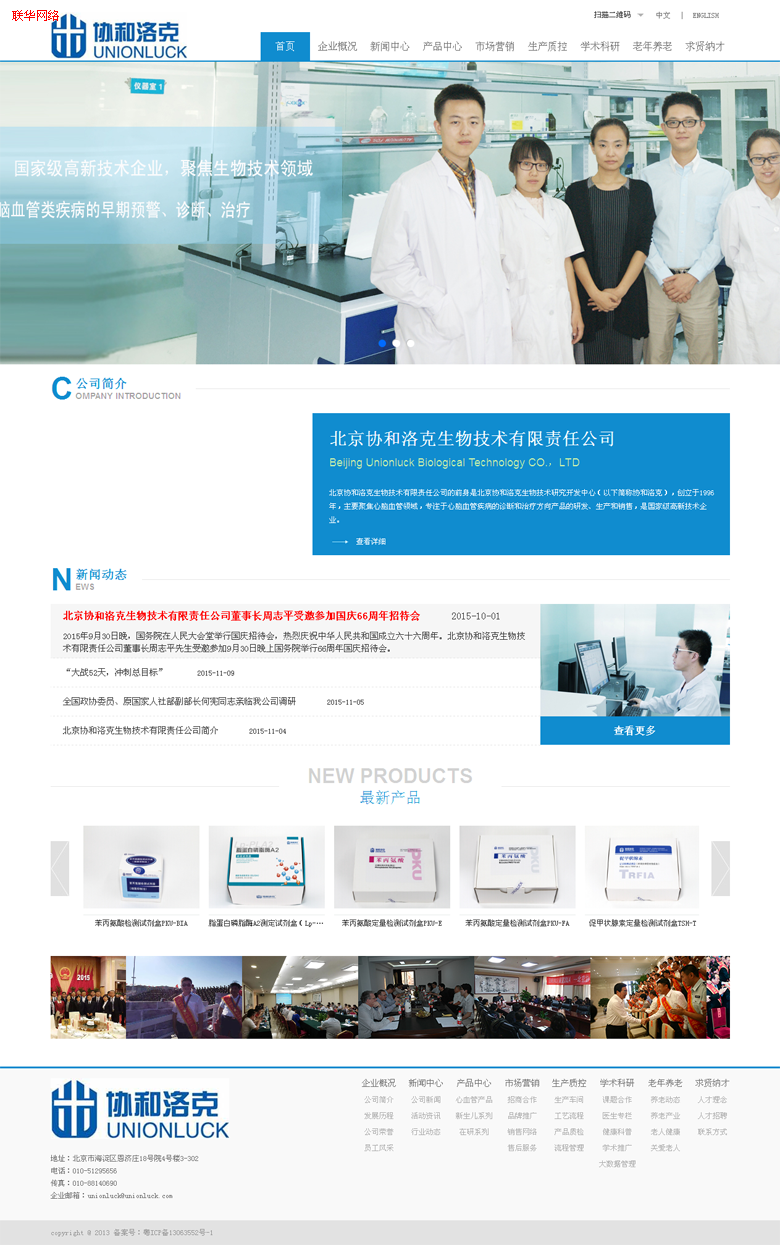 联华网络
协和洛克
UNIONLUCK
扫描二维码 中文 | ENGLISH
首页 企业概况 新闻中心 产品中心 市场营销 生产质控 学术科研 老年养老 求贤纳才
仪器室1
国家级高新技术企业，聚焦生物技术领域
脑血管类疾病的早期预警、诊断、治疗
C 公司简介
OMPANY INTRODUCTION
北京协和洛克生物技术有限责任公司
Beijing Unionluck Biological Technology CO.，LTD
北京协和洛克生物技术有限责任公司的前身是北京协和洛克生物技术研究开发中心（以下简称协和洛克），创立于1996
年，主要聚焦心脑血管领域，专注于心脑血管疾病的诊断和治疗方向产品的研发、生产和销售，是国家级高新技术企
业。
查看详细
N 新闻动态
EWS
北京协和洛克生物技术有限责任公司董事长周志平受邀参加国庆66周年招待会 2015-10-01
2015年9月30日晚，国务院在人民大会堂举行国庆招待会，热烈庆祝中华人民共和国成立六十六周年。北京协和洛克生物技
术有限责任公司董事长周志平先生受邀参加9月30日晚上国务院举行66周年国庆招待会。
“大战52天，冲刺总目标” 2015-11-09
全国政协委员、原国家人社部副部长何宪同志亲临我公司调研 2015-11-05
北京协和洛克生物技术有限责任公司简介 2015-11-04
查看更多
NEW PRODUCTS
最新产品
脂蛋白磷脂酶A2
苯丙氨酸
PKU
苯丙氨酸
PKU
促甲状腺素
TRFIA
苯丙氨酸检测试剂盒PKU-BIA 脂蛋白磷脂酶A2测定试剂盒（Lp-… 苯丙氨酸定量检测试剂盒PKU-E 苯丙氨酸定量检测试剂盒PKU-FA 促甲状腺素定量检测试剂盒TSH-T
2015
协和洛克
UNIONLUCK
企业概况 新闻中心 产品中心 市场营销 生产质控 学术科研 老年养老 求贤纳才
公司简介 公司新闻 心血管产品 招商合作 生产车间 课题合作 养老动态 人才理念
发展历程 活动资讯 新生儿系列 品牌推广 工艺流程 医生专栏 养老产业 人才招聘
公司荣誉 行业动态 在研系列 销售网络 产品质检 健康科普 老人健康 联系方式
员工风采 售后服务 流程管理 学术推广 关爱老人
大数据管理
地址：北京市海淀区恩济庄18号院4号楼3-302
电话：010-51295656
传真：010-88140690
企业邮箱：unionluck@unionluck.com
copyright @ 2013 备案号：粤ICP备13063552号-1